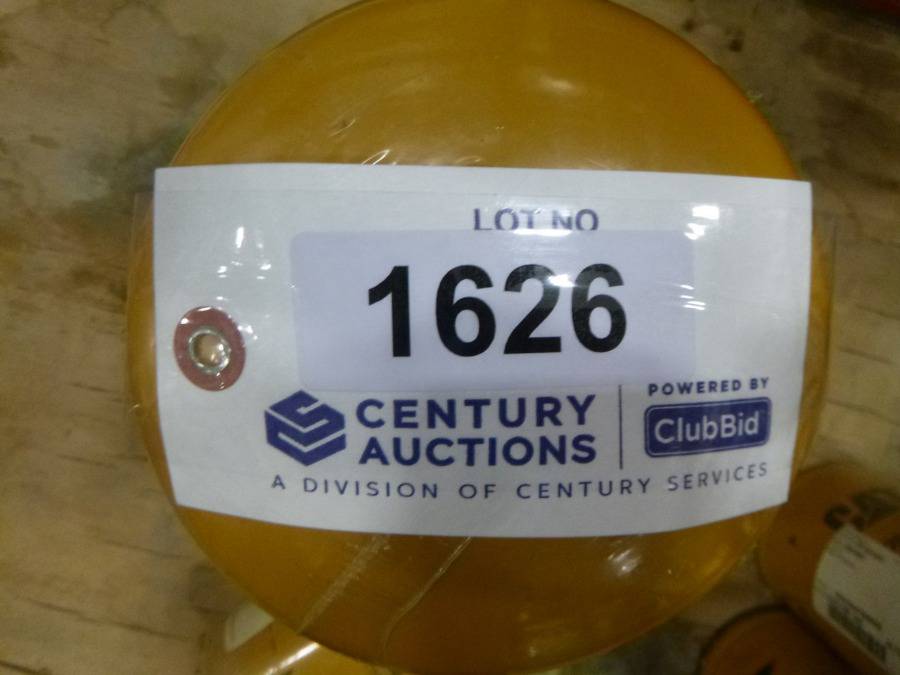 LOT NO
1626
CENTURY
AUCTIONS
A DIVISION OF CENTURY SERVICES
POWERED BY
ClubBid